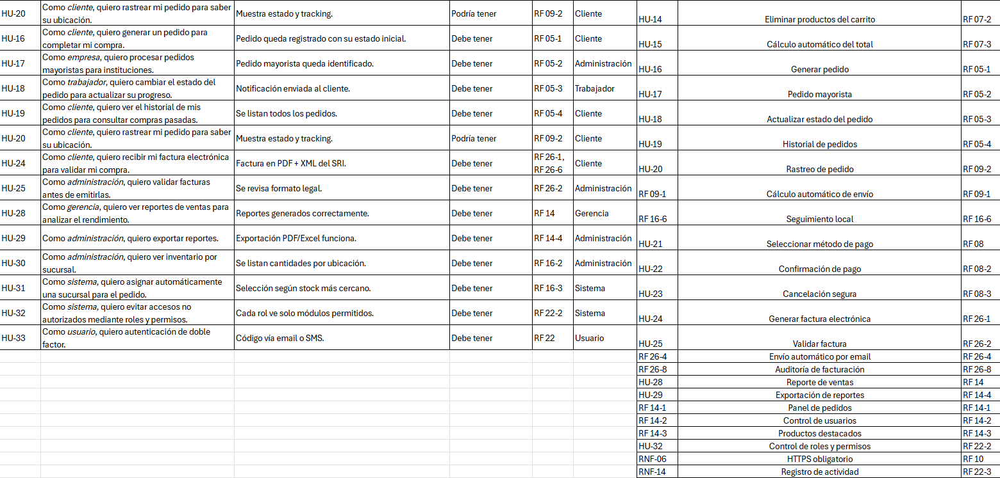 HU-20 Como cliente, quiero rastrear mi pedido para saber su ubicación. Muestra estado y tracking. Podría tener RF 09-2 Cliente
HU-16 Como cliente, quiero generar un pedido para completar mi compra. Pedido queda registrado con su estado inicial. Debe tener RF 05-1 Cliente
HU-17 Como empresa, quiero procesar pedidos mayoristas para instituciones. Pedido mayorista queda identificado. Debe tener RF 05-2 Administración
HU-18 Como trabajador, quiero cambiar el estado del pedido para actualizar su progreso. Notificación enviada al cliente. Debe tener RF 05-3 Trabajador
HU-19 Como cliente, quiero ver el historial de mis pedidos para consultar compras pasadas. Se listan todos los pedidos. Debe tener RF 05-4 Cliente
HU-20 Como cliente, quiero rastrear mi pedido para saber su ubicación. Muestra estado y tracking. Podría tener RF 09-2 Cliente
HU-24 Como cliente, quiero recibir mi factura electrónica para validar mi compra. Factura en PDF + XML del SRI. Debe tener RF 26-1, RF 26-6 Cliente
HU-25 Como administración, quiero validar facturas antes de emitirlas. Se revisa formato legal. Debe tener RF 26-2 Administración
HU-28 Como gerencia, quiero ver reportes de ventas para analizar el rendimiento. Reportes generados correctamente. Debe tener RF 14 Gerencia
HU-29 Como administración, quiero exportar reportes. Exportación PDF/Excel funciona. Debe tener RF 14-4 Administración
HU-30 Como administración, quiero ver inventario por sucursal. Se listan cantidades por ubicación. Debe tener RF 16-2 Administración
HU-31 Como sistema, quiero asignar automáticamente una sucursal para el pedido. Selección según stock más cercano. Debe tener RF 16-3 Sistema
HU-32 Como sistema, quiero evitar accesos no autorizados mediante roles y permisos. Cada rol ve solo módulos permitidos. Debe tener RF 22-2 Sistema
HU-33 Como usuario, quiero autenticación de doble factor. Código vía email o SMS. Debe tener RF 22 Usuario
HU-14 Eliminar productos del carrito RF 07-2
HU-15 Cálculo automático del total RF 07-3
HU-16 Generar pedido RF 05-1
HU-17 Pedido mayorista RF 05-2
HU-18 Actualizar estado del pedido RF 05-3
HU-19 Historial de pedidos RF 05-4
HU-20 Rastreo de pedido RF 09-2
RF 09-1 Cálculo automático de envío RF 09-1
RF 16-6 Seguimiento local RF 16-6
HU-21 Seleccionar método de pago RF 08
HU-22 Confirmación de pago RF 08-2
HU-23 Cancelación segura RF 08-3
HU-24 Generar factura electrónica RF 26-1
HU-25 Validar factura RF 26-2
RF 26-4 Envío automático por email RF 26-4
RF 26-8 Auditoría de facturación RF 26-8
HU-28 Reporte de ventas RF 14
HU-29 Exportación de reportes RF 14-4
RF 14-1 Panel de pedidos RF 14-1
RF 14-2 Control de usuarios RF 14-2
RF 14-3 Productos destacados RF 14-3
HU-32 Control de roles y permisos RF 22-2
RNF-06 HTTPS obligatorio RF 10
RNF-14 Registro de actividad RF 22-3